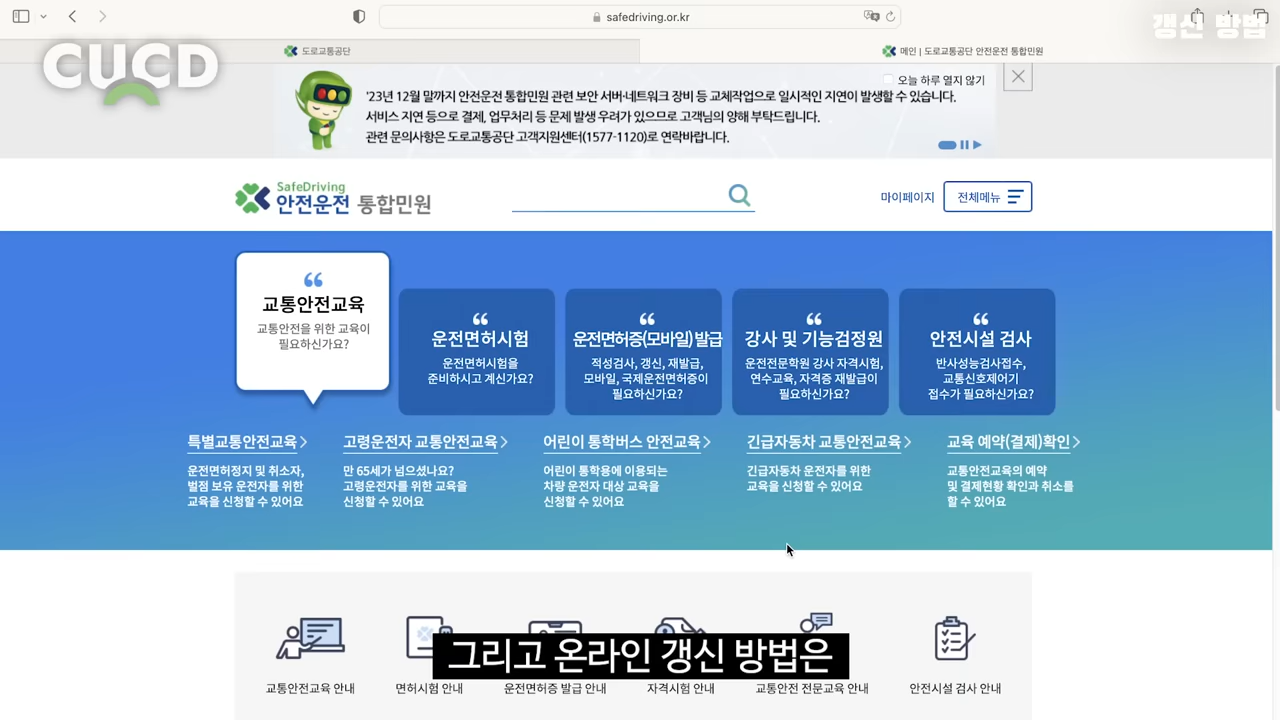 safedriving.or.kr
갱신 방법
도로교통공단
메인 | 도로교통공단 안전운전 통합민원
CUCD
오늘 하루 열지 않기
'23년 12월 말까지 안전운전 통합민원 관련 보안 서버·네트워크 장비 등 교체작업으로 일시적인 지연이 발생할 수 있습니다.
서비스 지연 등으로 결제, 업무처리 등 문제 발생 우려가 있으므로 고객님의 양해 부탁드립니다.
관련 문의사항은 도로교통공단 고객지원센터(1577-1120)로 연락바랍니다.
SafeDriving
안전운전 통합민원
마이페이지
전체메뉴
교통안전교육
교통안전을 위한 교육이
필요하신가요?
운전면허시험
운전면허시험을
준비하시고 계신가요?
운전면허증(모바일) 발급
적성검사, 갱신, 재발급,
모바일, 국제운전면허증이
필요하신가요?
강사 및 기능검정원
운전전문학원 강사 자격시험,
연수교육, 자격증 재발급이
필요하신가요?
안전시설 검사
반사성능검사접수,
교통신호제어기
접수가 필요하신가요?
특별교통안전교육
운전면허정지 및 취소자,
벌점 보유 운전자를 위한
교육을 신청할 수 있어요
고령운전자 교통안전교육
만 65세가 넘으셨나요?
고령운전자를 위한 교육을
신청할 수 있어요
어린이 통학버스 안전교육
어린이 통학용에 이용되는
차량 운전자 대상 교육을
신청할 수 있어요
긴급자동차 교통안전교육
긴급자동차 운전자를 위한
교육을 신청할 수 있어요
교육 예약(결제)확인
교통안전교육의 예약
및 결제현황 확인과 취소를
할 수 있어요
그리고 온라인 갱신 방법은
교통안전교육 안내
면허시험 안내
운전면허증 발급 안내
자격시험 안내
교통안전 전문교육 안내
안전시설 검사 안내